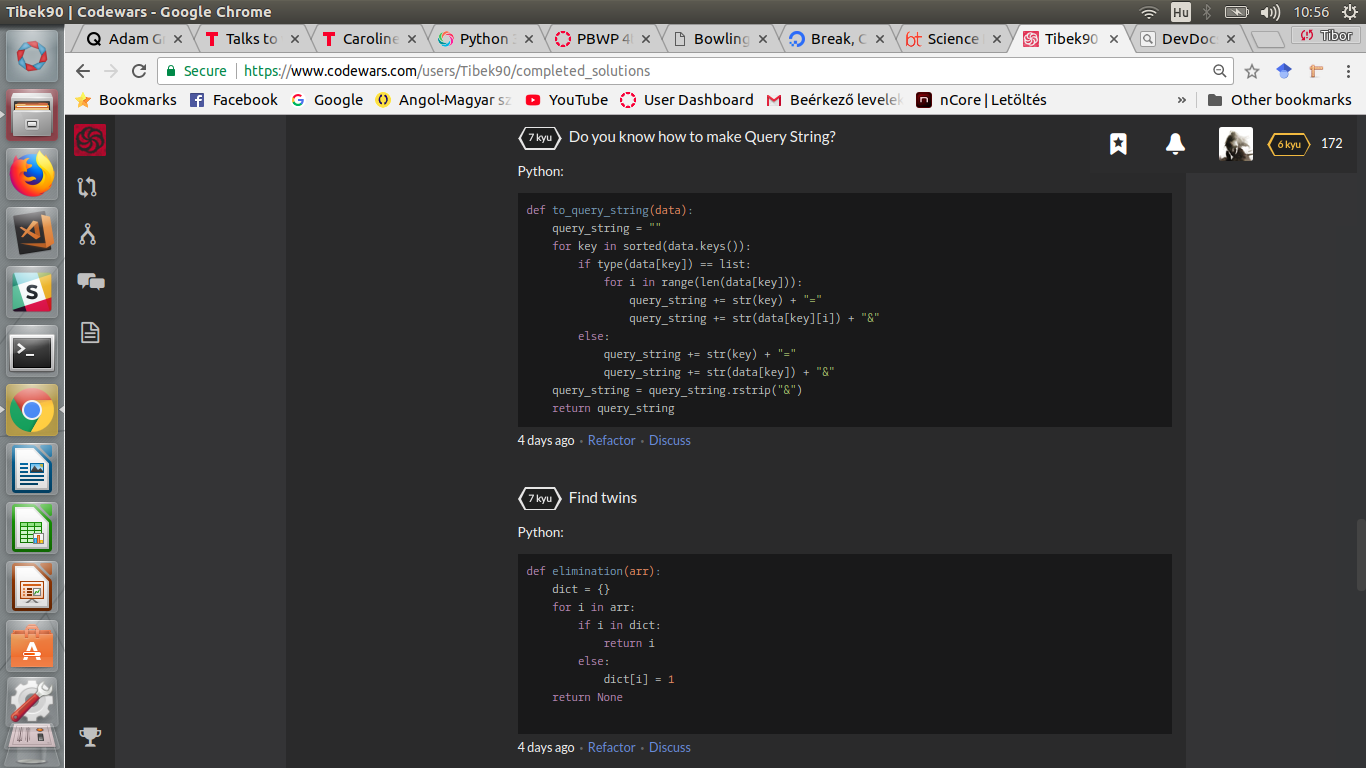 Tibek90 | Codewars - Google Chrome
Hu
10:56
Adam G
Talks to
Caroline
Python 3
PBWP 4
Bowling
Break, C
Science
Tibek90
DevDoc
Tibor
Secure
https://www.codewars.com/users/Tibek90/completed_solutions
Bookmarks
Facebook
Google
Angol-Magyar sz
YouTube
User Dashboard
Beérkező levelek
nCore | Letöltés
»
Other bookmarks
7 kyu Do you know how to make Query String?
6 kyu 172
Python:
def to_query_string(data):
    query_string = ""
    for key in sorted(data.keys()):
        if type(data[key]) == list:
            for i in range(len(data[key])):
                query_string += str(key) + "="
                query_string += str(data[key][i]) + "&"
        else:
            query_string += str(key) + "="
            query_string += str(data[key]) + "&"
    query_string = query_string.rstrip("&")
    return query_string
4 days ago • Refactor • Discuss
7 kyu Find twins
Python:
def elimination(arr):
    dict = {}
    for i in arr:
        if i in dict:
            return i
        else:
            dict[i] = 1
    return None
4 days ago • Refactor • Discuss